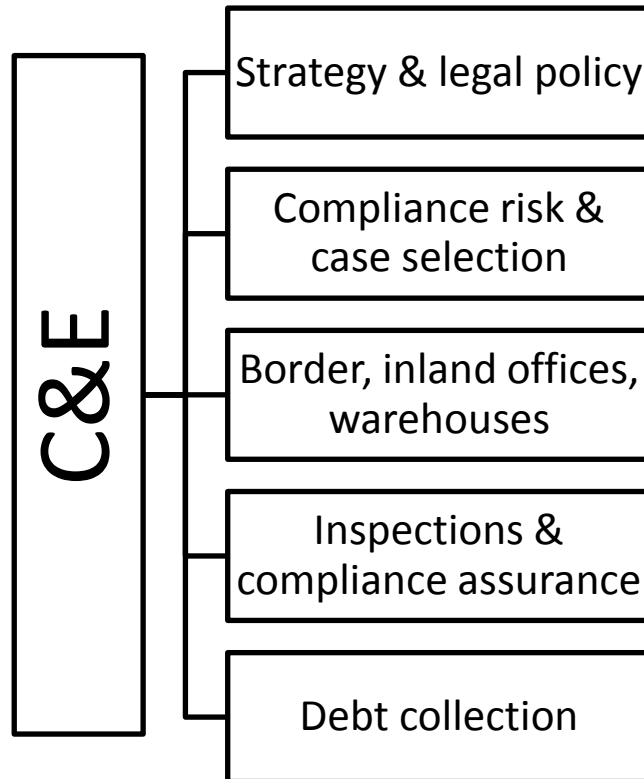 C&E
Strategy & legal policy
Compliance risk &
case selection
Border, inland offices,
warehouses
Inspections &
compliance assurance
Debt collection